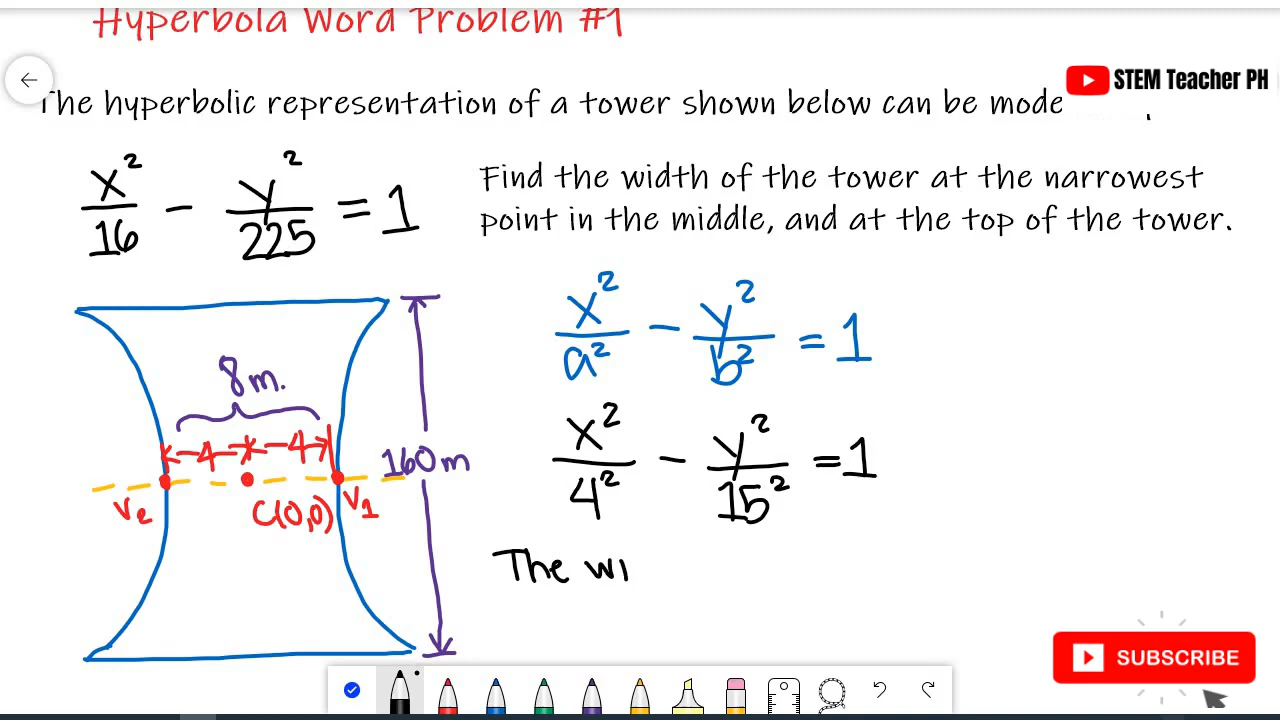 Hyperbola Word Problem #1
STEM Teacher PH
The hyperbolic representation of a tower shown below can be mode
x²/16 - y²/225 = 1
Find the width of the tower at the narrowest
point in the middle, and at the top of the tower.
x²/a² - y²/b² = 1
8m.
x²/4² - y²/15² = 1
4 4
160m
V2 C(0,0) V1
The wi
SUBSCRIBE